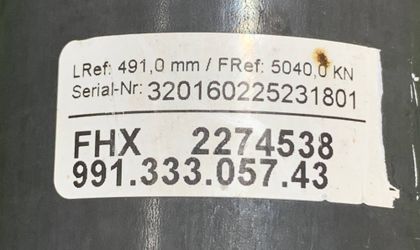 LRef: 491,0 mm / FRef: 5040,0 KN
Serial-Nr: 320160225231801
FHX 2274538
991.333.057.43